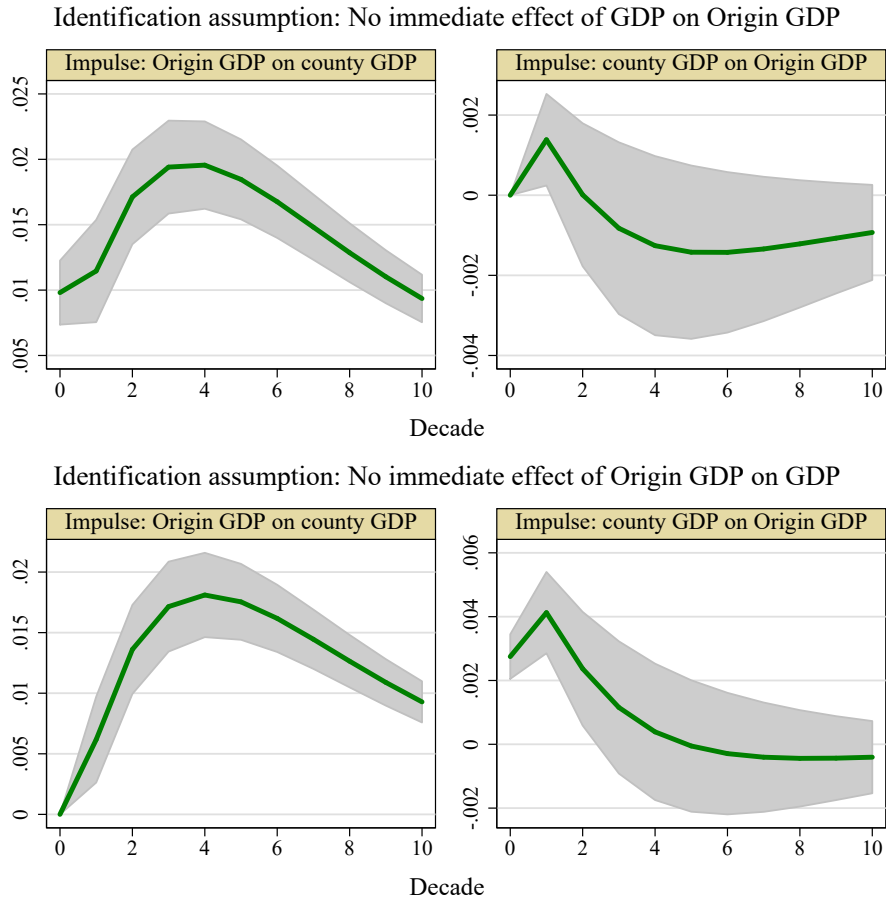 Identification assumption: No immediate effect of GDP on Origin GDP
Impulse: Origin GDP on county GDP
.025
.02
.015
.01
.005
0 2 4 6 8 10
Impulse: county GDP on Origin GDP
.002
0
-.002
-.004
0 2 4 6 8 10
Decade
Identification assumption: No immediate effect of Origin GDP on GDP
Impulse: Origin GDP on county GDP
.02
.015
.01
.005
0
0 2 4 6 8 10
Impulse: county GDP on Origin GDP
.006
.004
.002
0
-.002
0 2 4 6 8 10
Decade